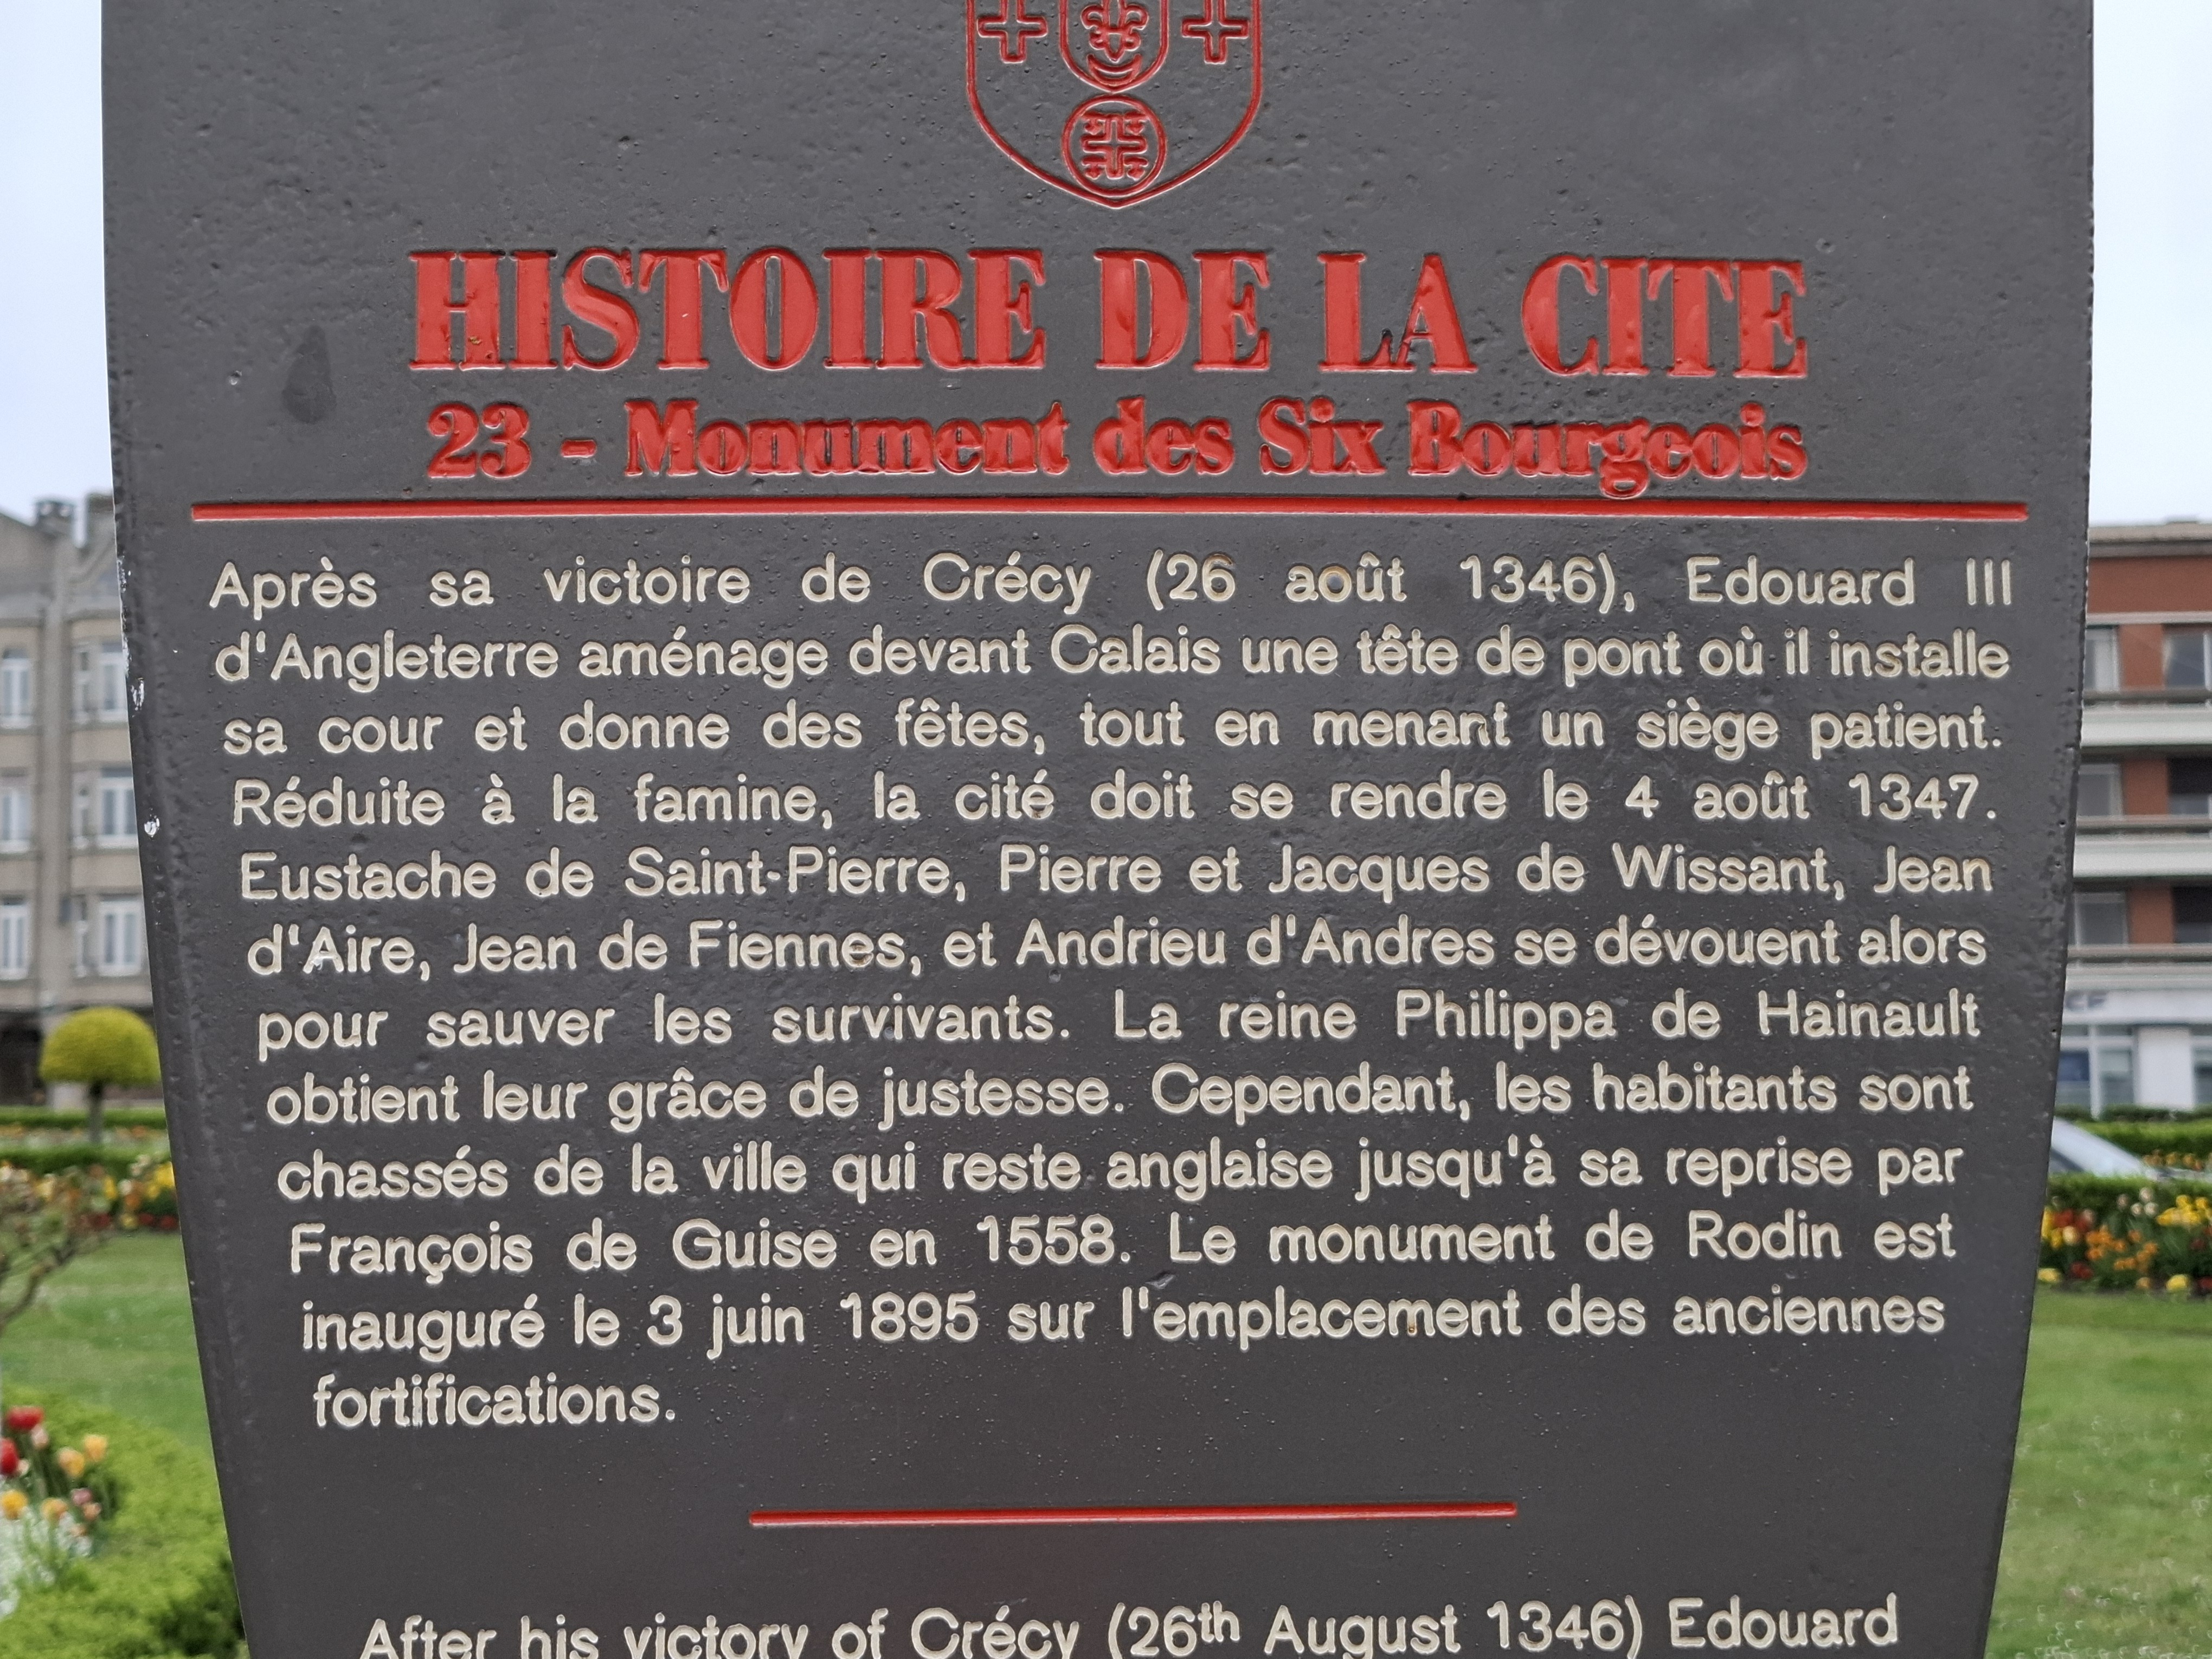 HISTOIRE DE LA CITE
23 - Monument des Six Bourgeois
Après sa victoire de Crécy (26 août 1346), Edouard III
d'Angleterre aménage devant Calais une tête de pont où il installe
sa cour et donne des fêtes, tout en menant un siège patient.
Réduite à la famine, la cité doit se rendre le 4 août 1347.
Eustache de Saint-Pierre, Pierre et Jacques de Wissant, Jean
d'Aire, Jean de Fiennes, et Andrieu d'Andres se dévouent alors
pour sauver les survivants. La reine Philippa de Hainault
obtient leur grâce de justesse. Cependant, les habitants sont
chassés de la ville qui reste anglaise jusqu'à sa reprise par
François de Guise en 1558. Le monument de Rodin est
inauguré le 3 juin 1895 sur l'emplacement des anciennes
fortifications.
After his victory of Crécy (26th August 1346) Edouard